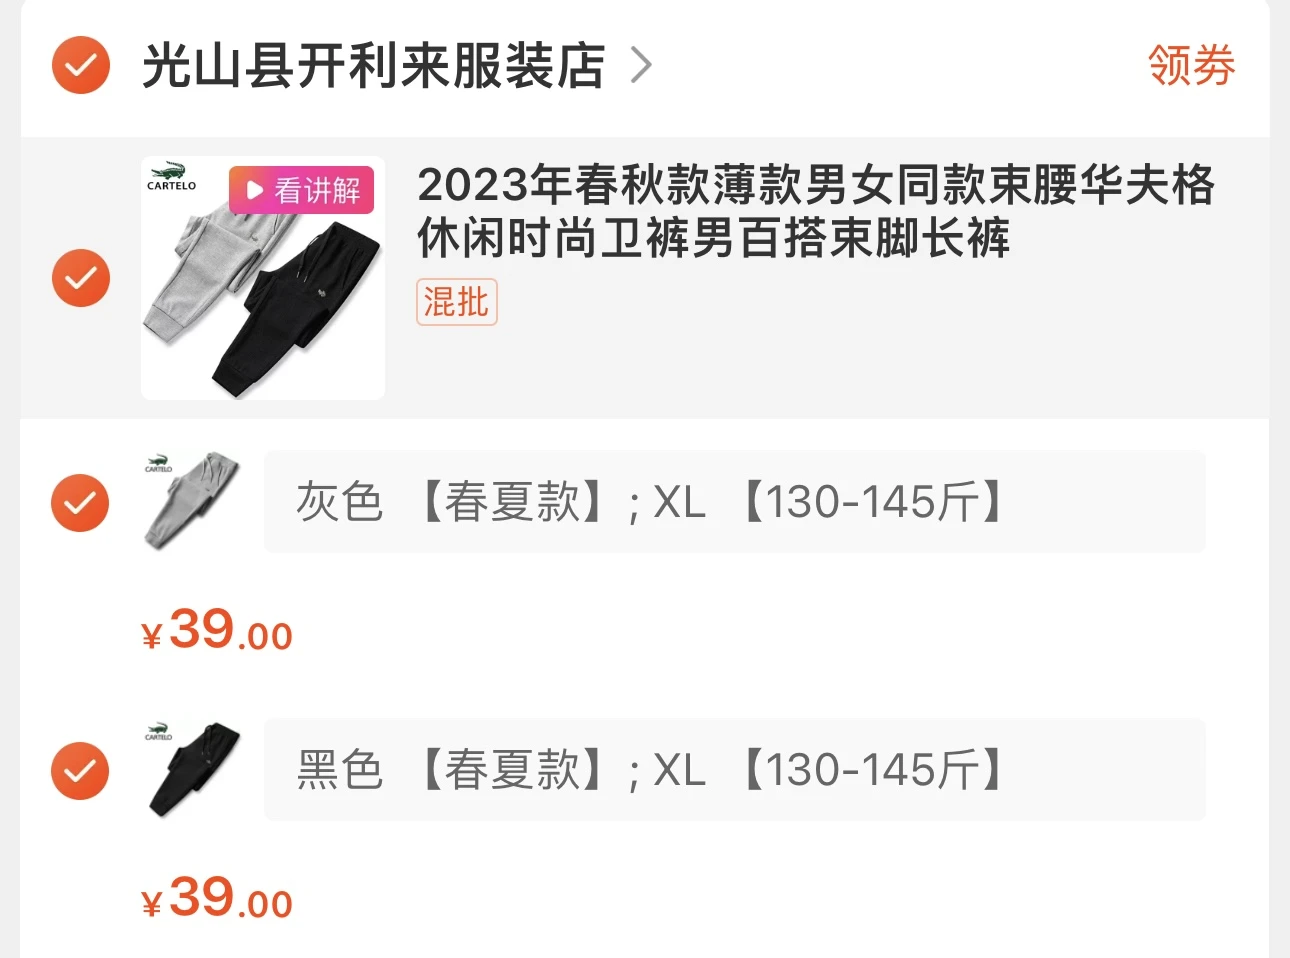 光山县开利来服装店
领劵
CARTELO
看讲解
2023年春秋款薄款男女同款束腰华夫格
休闲时尚卫裤男百搭束脚长裤
混批
CARTELO
灰色 【春夏款】; XL 【130-145斤】
¥39.00
CARTELO
黑色 【春夏款】; XL 【130-145斤】
¥39.00